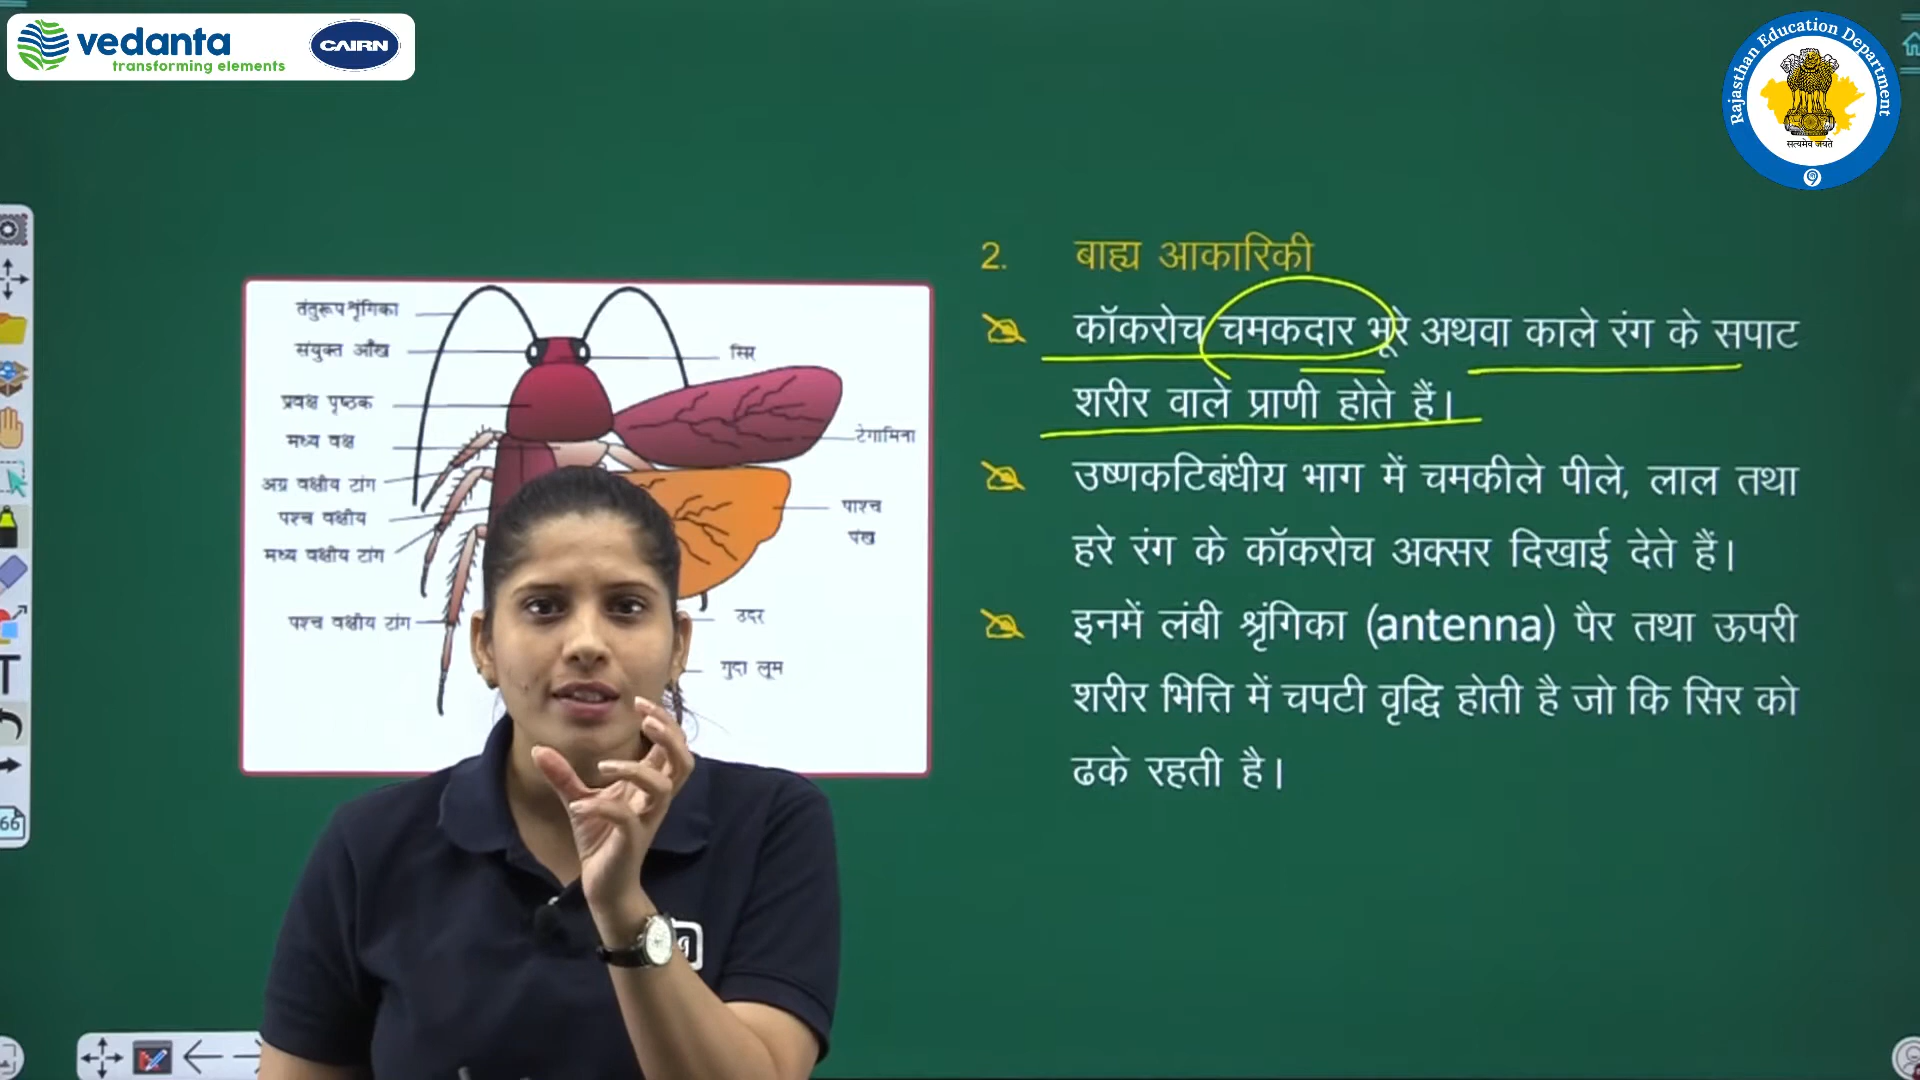 vedanta
transforming elements
CAIRN
Rajasthan Education Department
सत्यमेव जयते
2. बाह्य आकारिकी
कॉकरोच चमकदार भूरे अथवा काले रंग के सपाट
शरीर वाले प्राणी होते हैं।
उष्णकटिबंधीय भाग में चमकीले पीले, लाल तथा
हरे रंग के कॉकरोच अक्सर दिखाई देते हैं।
इनमें लंबी श्रृंगिका (antenna) पैर तथा ऊपरी
शरीर भित्ति में चपटी वृद्धि होती है जो कि सिर को
ढके रहती है।
तंतुरूप श्रृंगिका
संयुक्त आँख
सिर
प्रवक्ष पृष्ठक
मध्य वक्ष
टेगामिना
अग्र वक्षीय टांग
पश्च वक्षीय
पाश्च
पंख
मध्य वक्षीय टांग
पश्च वक्षीय टांग
उदर
गुदा लूम
66